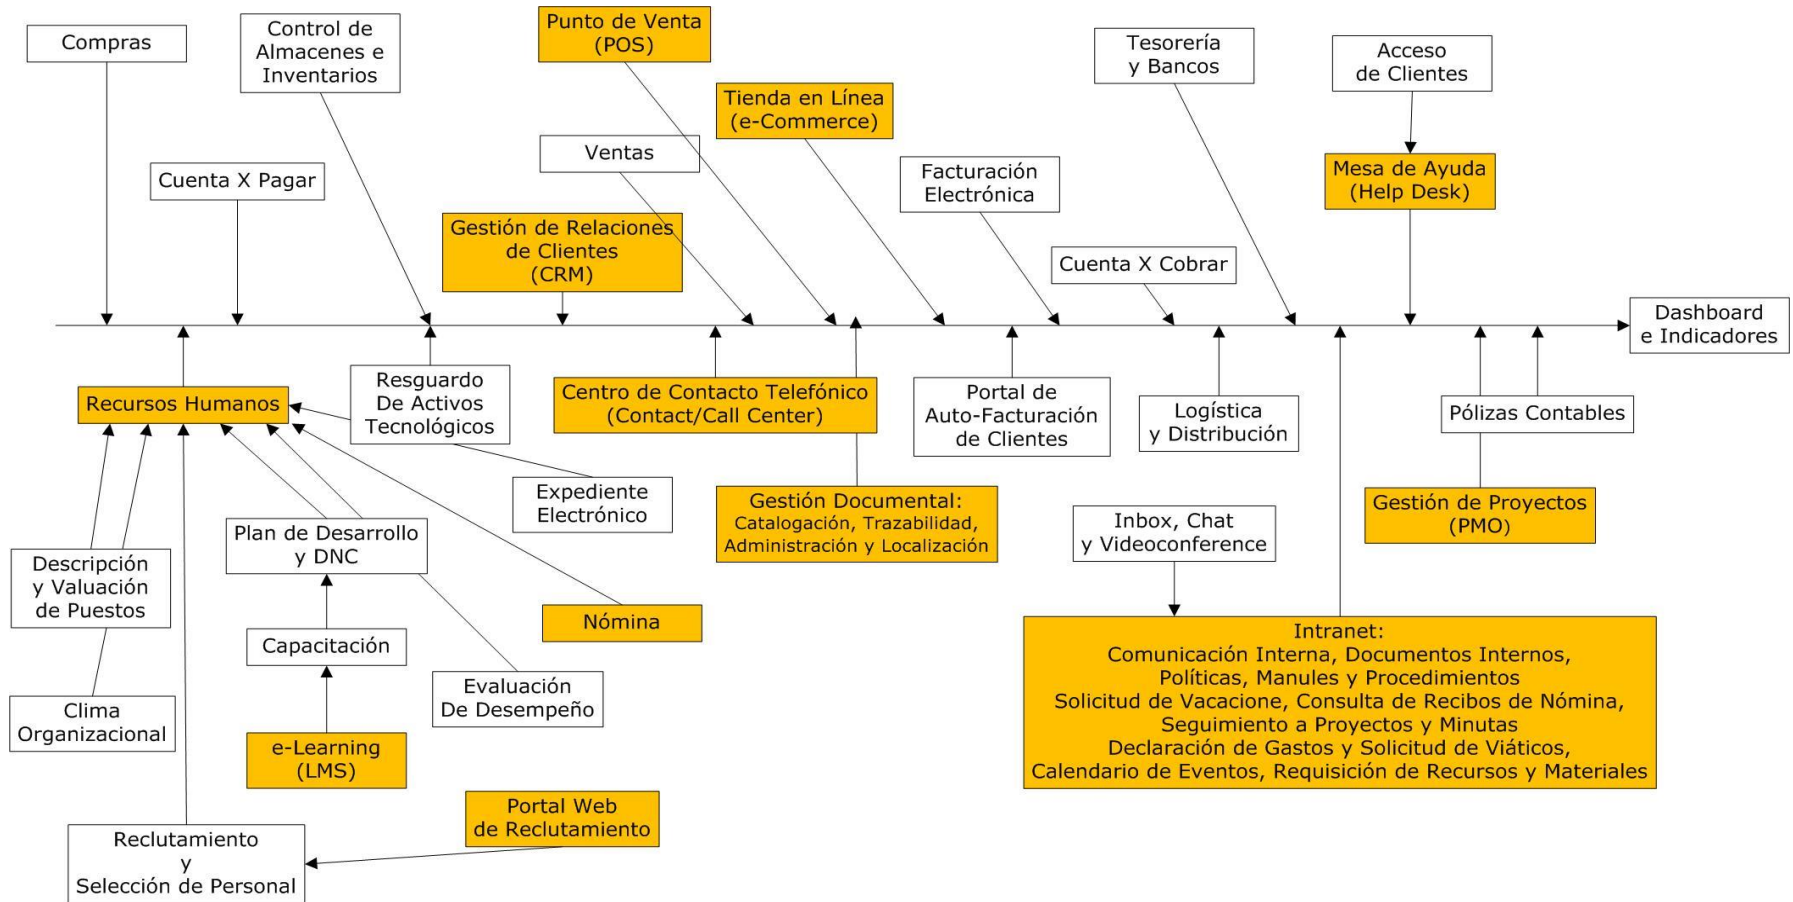 Compras
Control de
Almacenes e
Inventarios
Punto de Venta
(POS)
Tienda en Línea
(e-Commerce)
Tesorería
y Bancos
Acceso
de Clientes
Cuenta X Pagar
Ventas
Facturación
Electrónica
Mesa de Ayuda
(Help Desk)
Gestión de Relaciones
de Clientes
(CRM)
Cuenta X Cobrar
Dashboard
e Indicadores
Recursos Humanos
Resguardo
De Activos
Tecnológicos
Centro de Contacto Telefónico
(Contact/Call Center)
Portal de
Auto-Facturación
de Clientes
Logística
y Distribución
Pólizas Contables
Expediente
Electrónico
Gestión Documental:
Catalogación, Trazabilidad,
Administración y Localización
Inbox, Chat
y Videoconference
Gestión de Proyectos
(PMO)
Descripción
y Valuación
de Puestos
Plan de Desarrollo
y DNC
Nómina
Capacitación
Intranet:
Comunicación Interna, Documentos Internos,
Políticas, Manules y Procedimientos
Solicitud de Vacacione, Consulta de Recibos de Nómina,
Seguimiento a Proyectos y Minutas
Declaración de Gastos y Solicitud de Viáticos,
Calendario de Eventos, Requisición de Recursos y Materiales
Clima
Organizacional
Evaluación
De Desempeño
e-Learning
(LMS)
Portal Web
de Reclutamiento
Reclutamiento
y
Selección de Personal